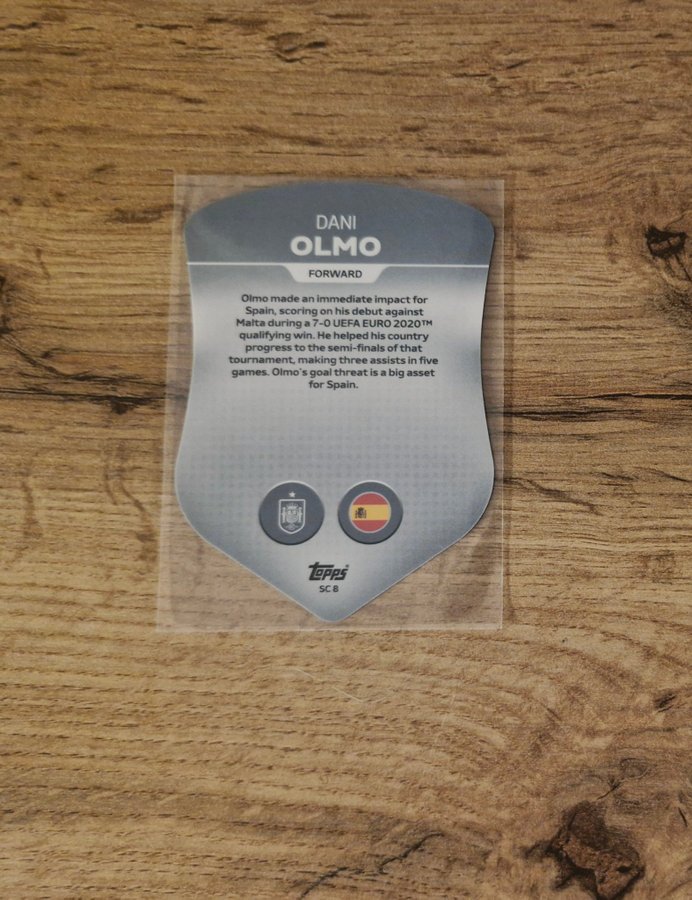 DANI
OLMO
FORWARD
Olmo made an immediate impact for
Spain, scoring on his debut against
Malta during a 7-0 UEFA EURO 2020™
qualifying win. He helped his country
progress to the semi-finals of that
tournament, making three assists in five
games. Olmo's goal threat is a big asset
for Spain.
topps
SC 8